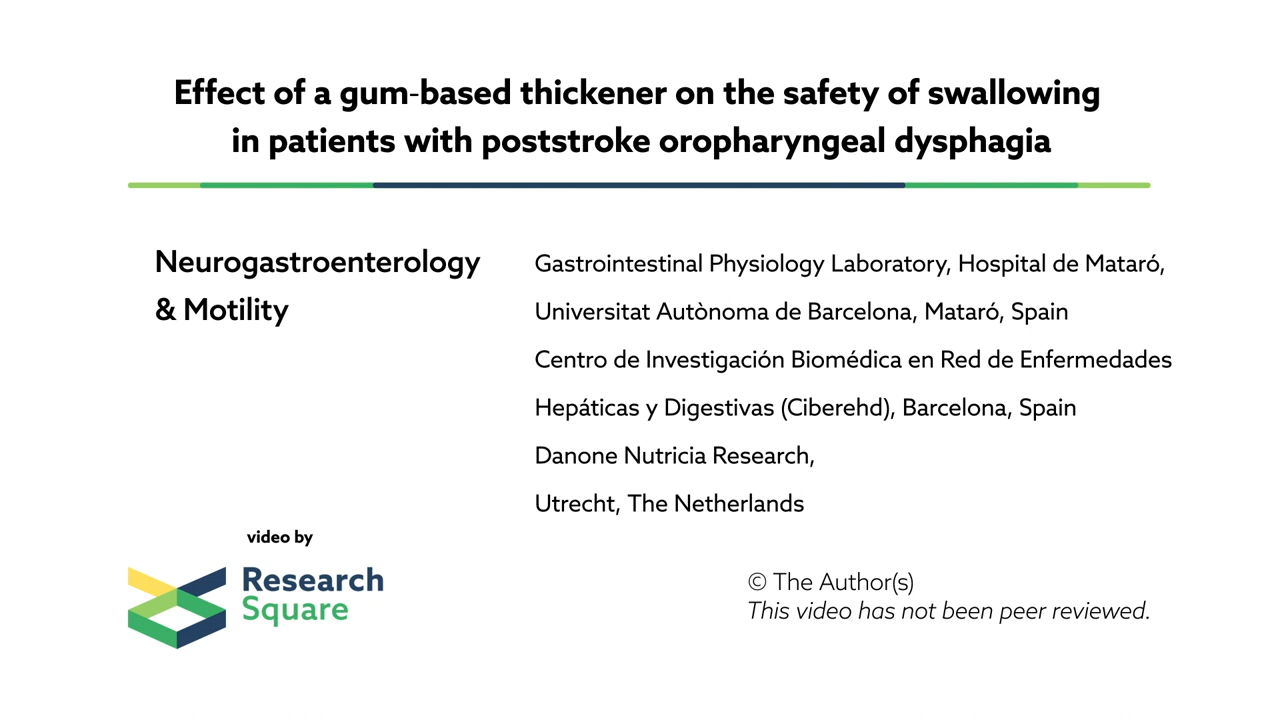 Effect of a gum-based thickener on the safety of swallowing
in patients with poststroke oropharyngeal dysphagia
Neurogastroenterology
& Motility
Gastrointestinal Physiology Laboratory, Hospital de Mataró,
Universitat Autònoma de Barcelona, Mataró, Spain
Centro de Investigación Biomédica en Red de Enfermedades
Hepáticas y Digestivas (Ciberehd), Barcelona, Spain
Danone Nutricia Research,
Utrecht, The Netherlands
video by
Research
Square
© The Author(s)
This video has not been peer reviewed.